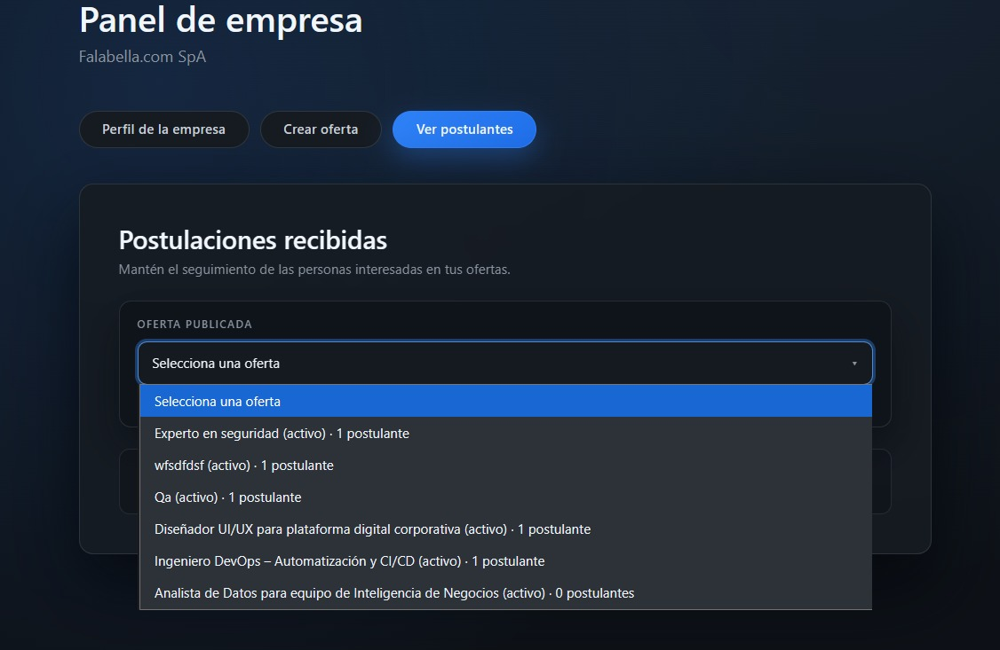 Panel de empresa
Falabella.com SpA
Perfil de la empresa
Crear oferta
Ver postulantes
Postulaciones recibidas
Mantén el seguimiento de las personas interesadas en tus ofertas.
OFERTA PUBLICADA
Selecciona una oferta
Selecciona una oferta
Experto en seguridad (activo) · 1 postulante
wfsdfdsf (activo) · 1 postulante
Qa (activo) · 1 postulante
Diseñador UI/UX para plataforma digital corporativa (activo) · 1 postulante
Ingeniero DevOps – Automatización y CI/CD (activo) · 1 postulante
Analista de Datos para equipo de Inteligencia de Negocios (activo) · 0 postulantes